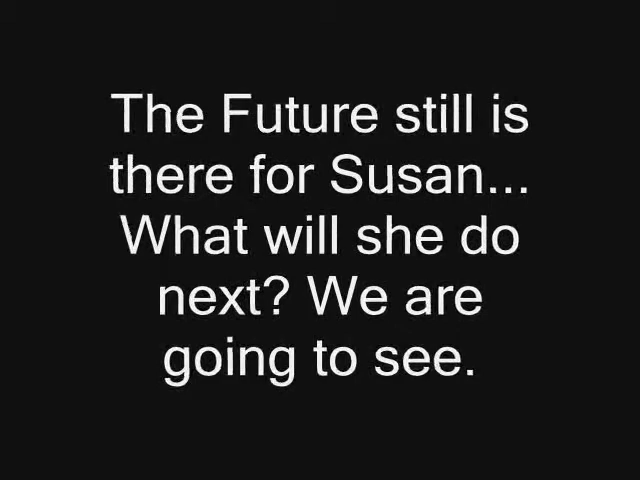 The Future still is
there for Susan...
What will she do
next? We are
going to see.